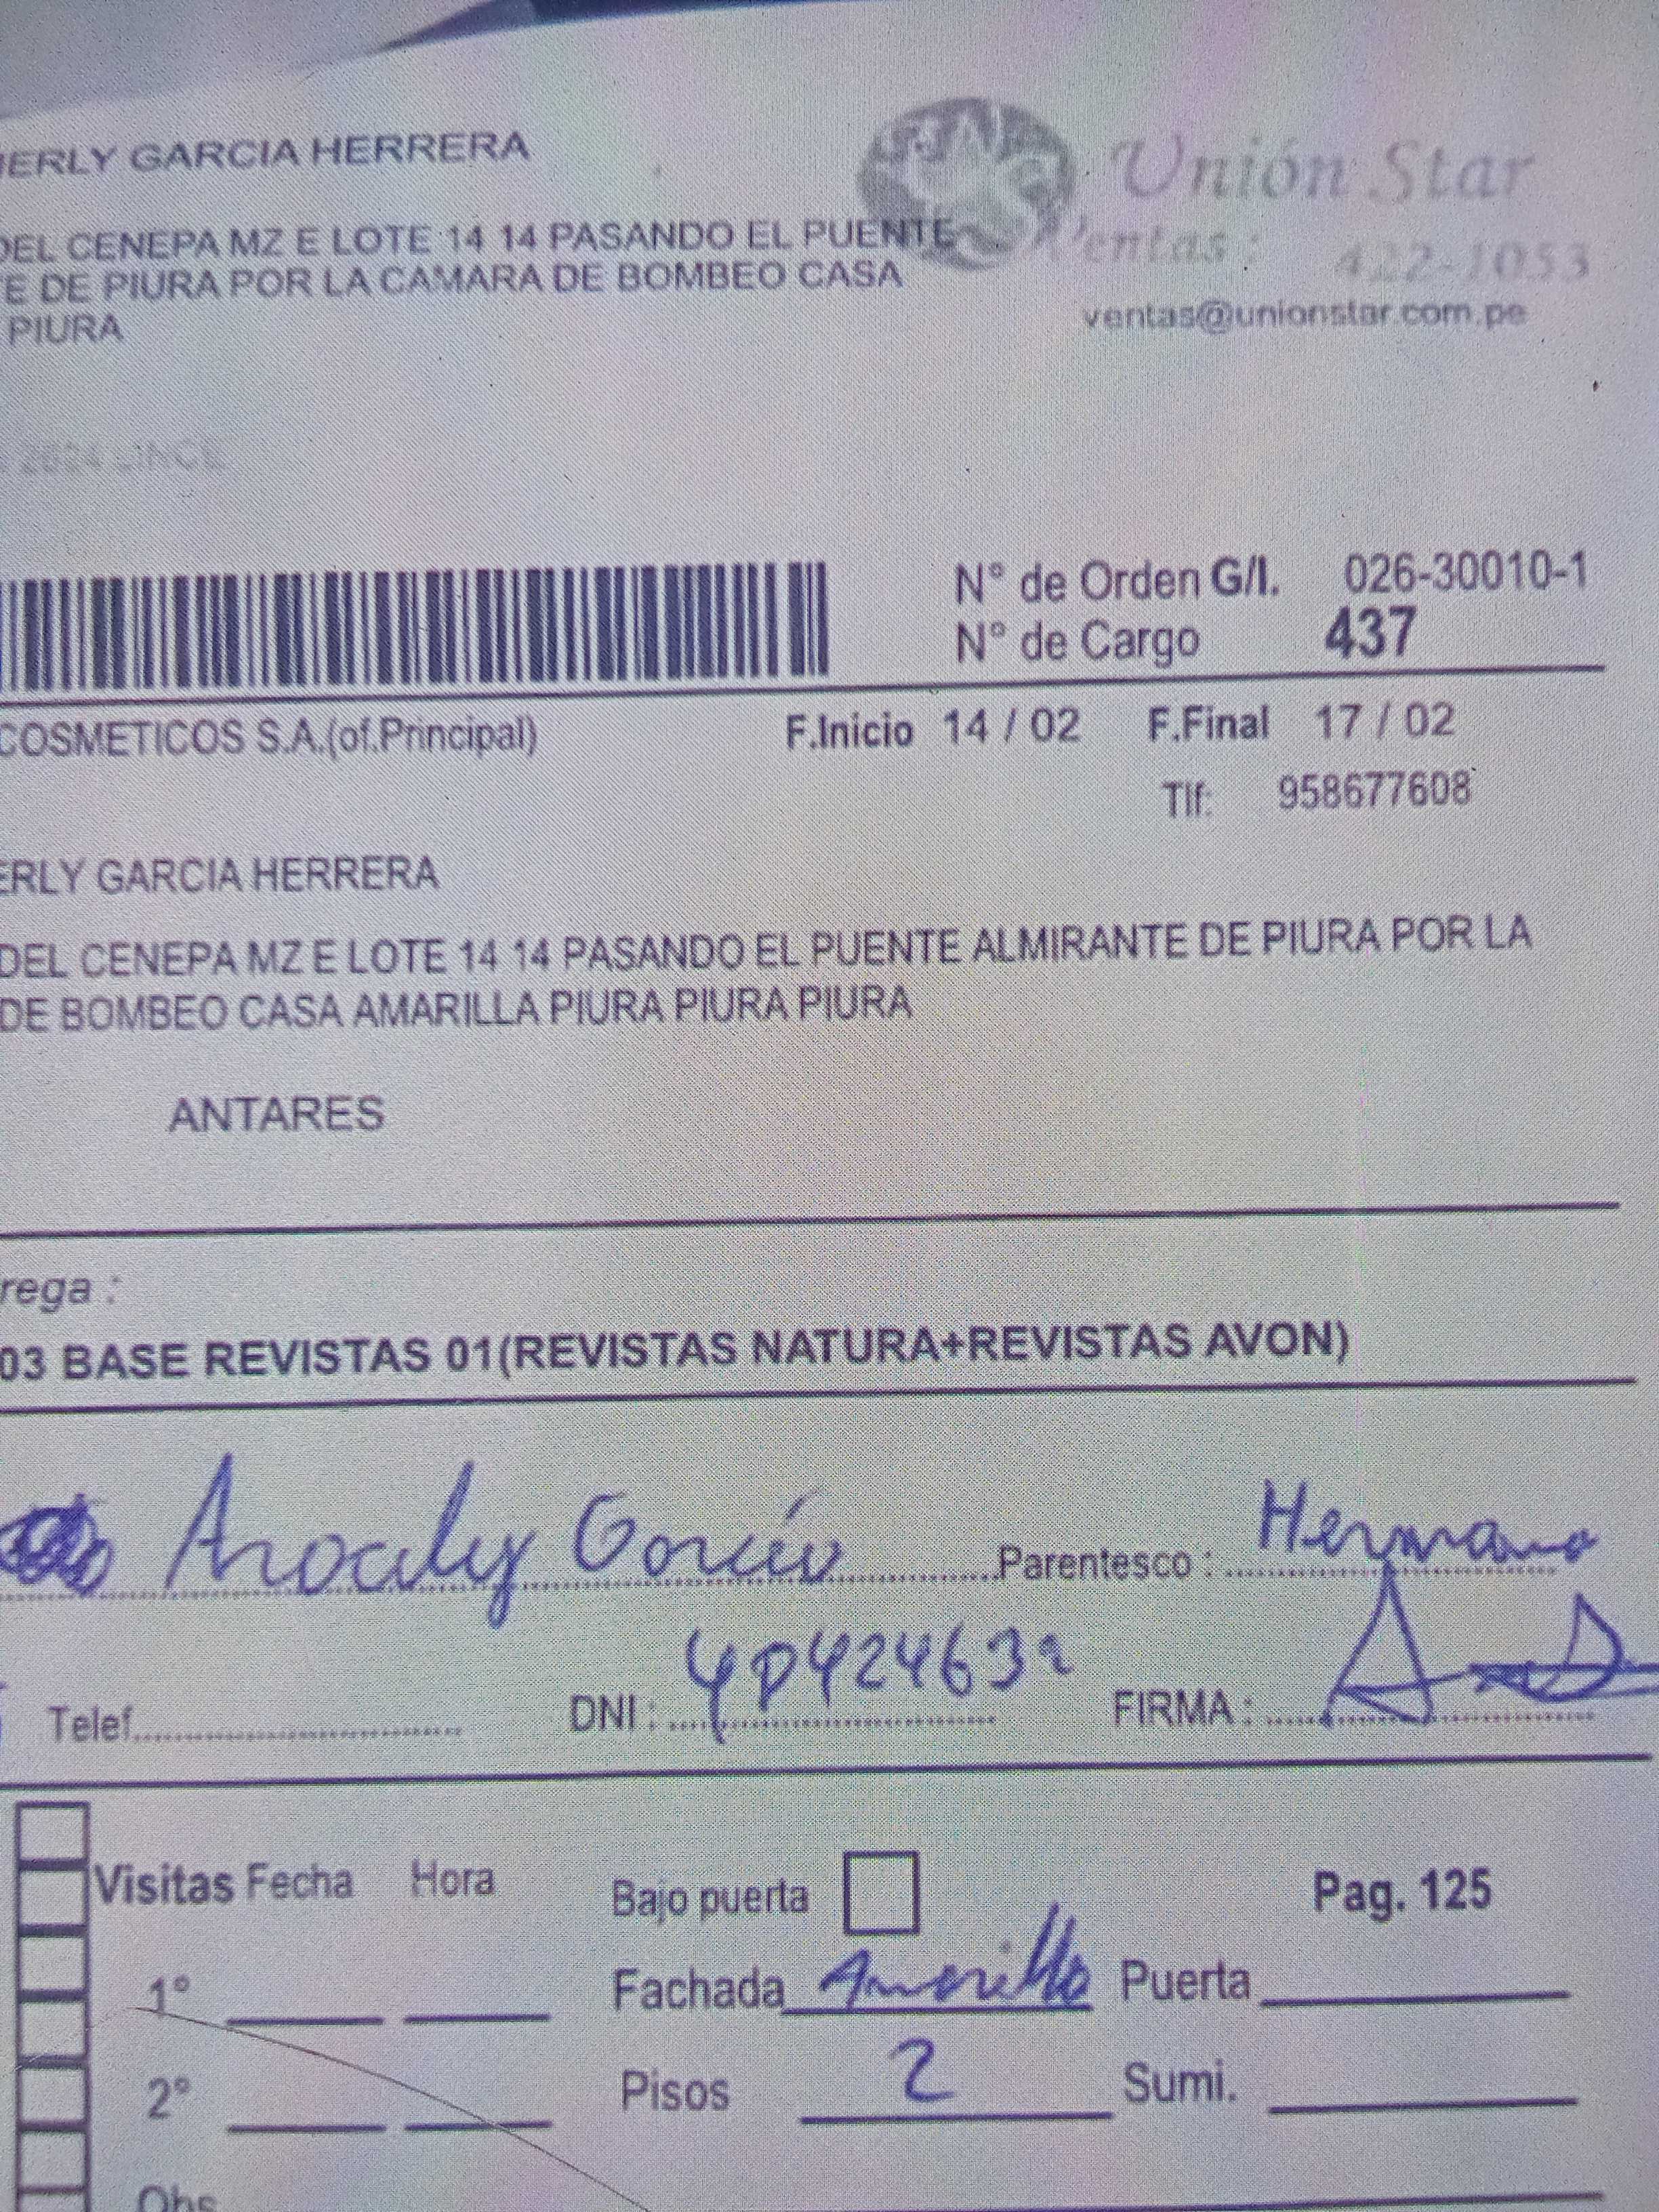 ERLY GARCIA HERRERA
Unión Star
DEL CENEPA MZ E LOTE 14 14 PASANDO EL PUENTE
Ventas : 422-1053
E DE PIURA POR LA CAMARA DE BOMBEO CASA
ventas@unionstar.com.pe
PIURA
2634 LINCE
N° de Orden G/I. 026-30010-1
N° de Cargo 437
COSMETICOS S.A.(of.Principal) F.Inicio 14 / 02 F.Final 17 / 02
Tlf: 958677608
ERLY GARCIA HERRERA
DEL CENEPA MZ E LOTE 14 14 PASANDO EL PUENTE ALMIRANTE DE PIURA POR LA
DE BOMBEO CASA AMARILLA PIURA PIURA PIURA
ANTARES
rega :
03 BASE REVISTAS 01(REVISTAS NATURA+REVISTAS AVON)
Aracely García Parentesco : Hermana
Telef. DNI : FIRMA :
Visitas Fecha Hora Bajo puerta Pag. 125
1° Fachada Amarillo Puerta
2° Pisos 2 Sumi.
Obs